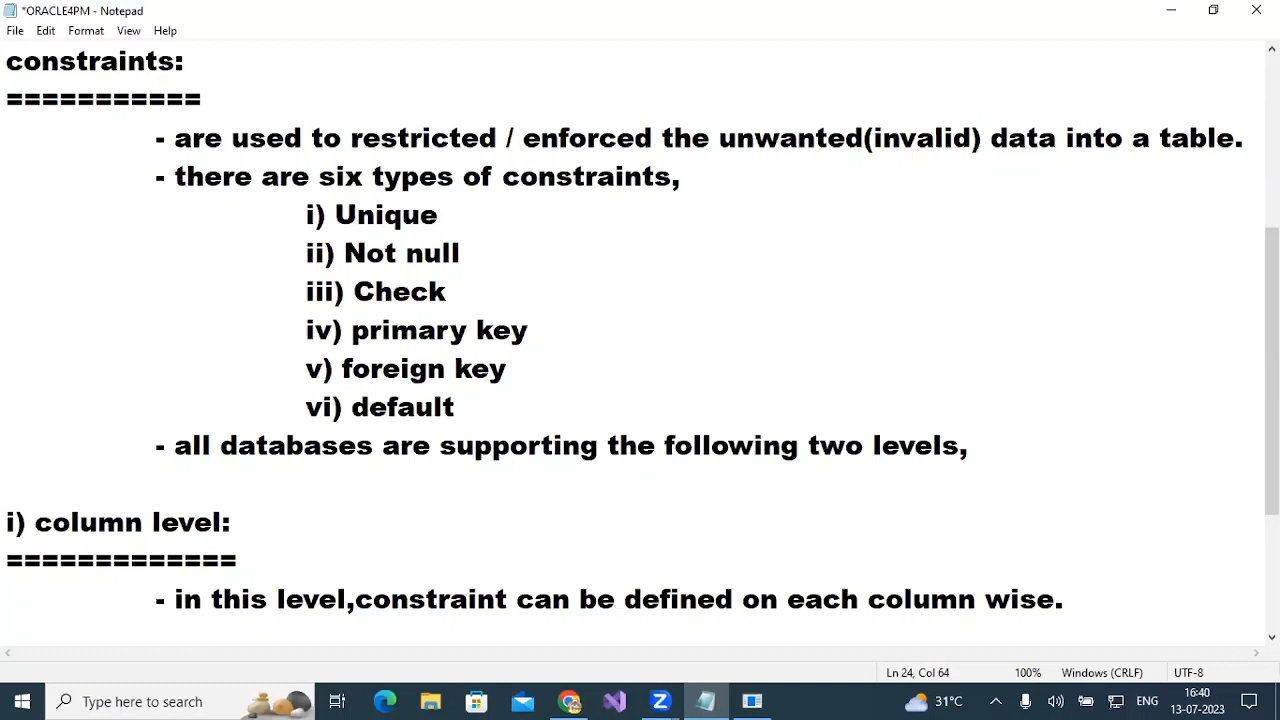 *ORACLE4PM - Notepad
File Edit Format View Help
constraints:
===========
- are used to restricted / enforced the unwanted(invalid) data into a table.
- there are six types of constraints,
i) Unique
ii) Not null
iii) Check
iv) primary key
v) foreign key
vi) default
- all databases are supporting the following two levels,
i) column level:
=============
- in this level,constraint can be defined on each column wise.
Ln 24, Col 64 100% Windows (CRLF) UTF-8
Type here to search 31°C ENG 16:40
13-07-2023